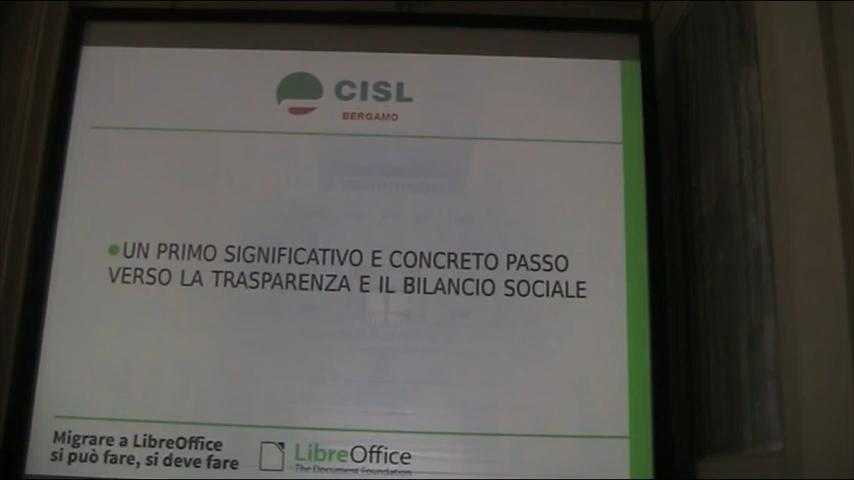 CISL
BERGAMO
UN PRIMO SIGNIFICATIVO E CONCRETO PASSO
VERSO LA TRASPARENZA E IL BILANCIO SOCIALE
Migrare a LibreOffice
si può fare, si deve fare
LibreOffice
The Document Foundation